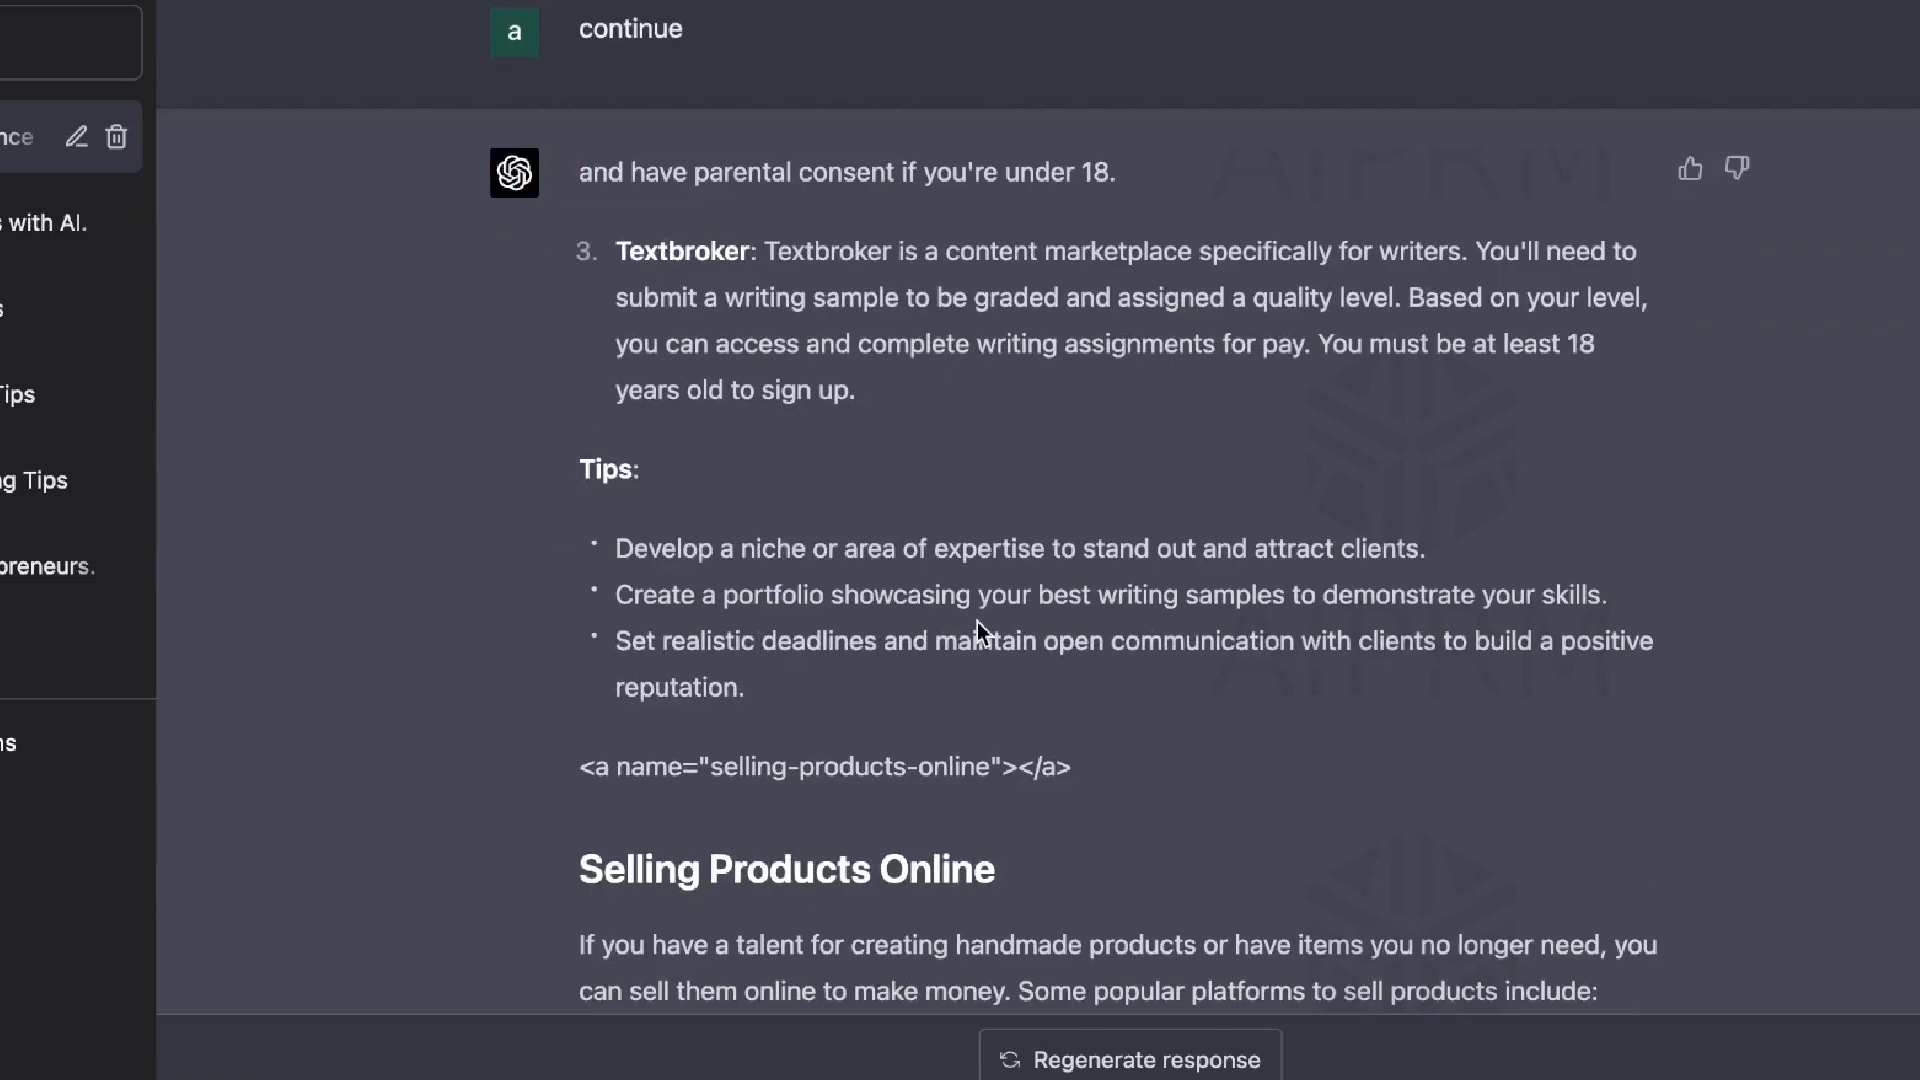 a continue
nce
and have parental consent if you're under 18.
AIPRM
s with AI.
3. Textbroker: Textbroker is a content marketplace specifically for writers. You'll need to
submit a writing sample to be graded and assigned a quality level. Based on your level,
you can access and complete writing assignments for pay. You must be at least 18
years old to sign up.
s
Tips
Tips:
ng Tips
• Develop a niche or area of expertise to stand out and attract clients.
preneurs.
• Create a portfolio showcasing your best writing samples to demonstrate your skills.
• Set realistic deadlines and maintain open communication with clients to build a positive
reputation.
AIPRM
ns
<a name="selling-products-online"></a>
Selling Products Online
If you have a talent for creating handmade products or have items you no longer need, you
can sell them online to make money. Some popular platforms to sell products include:
Regenerate response